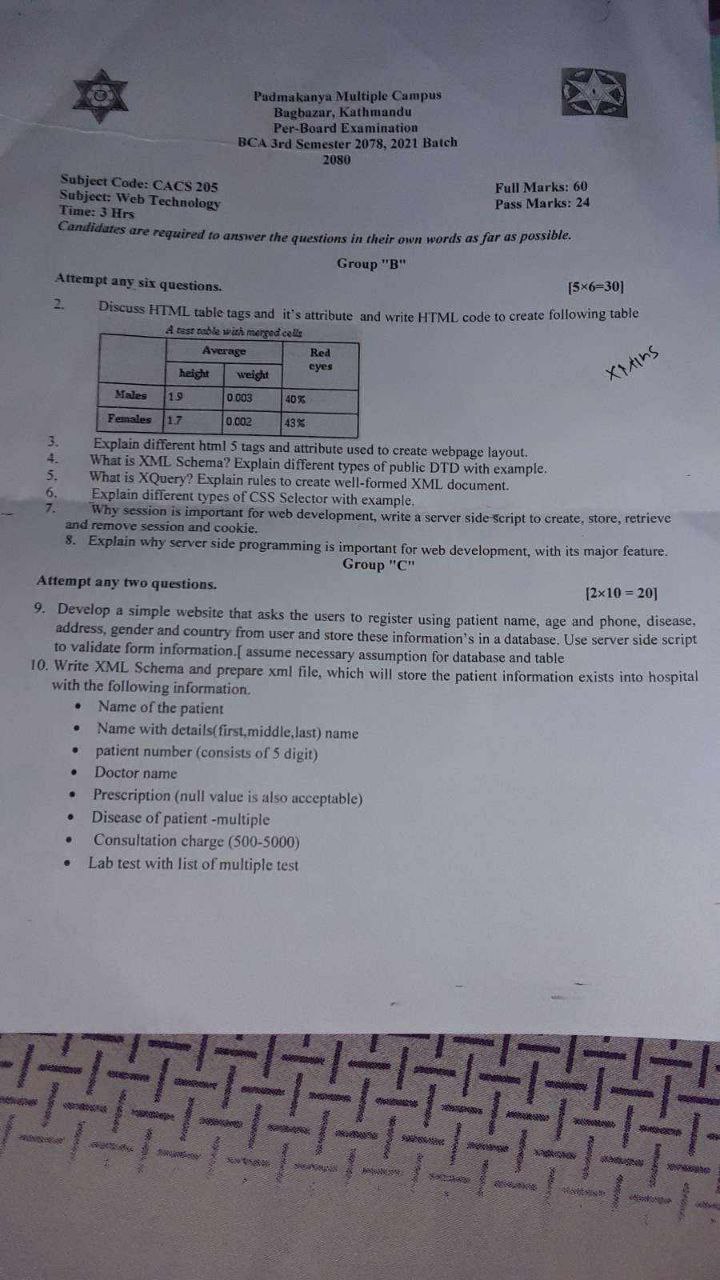 Padmakanya Multiple Campus
Bagbazar, Kathmandu
Per-Board Examination
BCA 3rd Semester 2078, 2021 Batch
2080
Subject Code: CACS 205
Subject: Web Technology
Time: 3 Hrs
Full Marks: 60
Pass Marks: 24
Candidates are required to answer the questions in their own words as far as possible.
Group "B"
Attempt any six questions. [5×6=30]
2. Discuss HTML table tags and it's attribute and write HTML code to create following table
A test table with merged cells
Average Red eyes
height weight
Males 1.9 0.003 40%
Females 1.7 0.002 43%
3. Explain different html 5 tags and attribute used to create webpage layout.
4. What is XML Schema? Explain different types of public DTD with example.
5. What is XQuery? Explain rules to create well-formed XML document.
6. Explain different types of CSS Selector with example.
7. Why session is important for web development, write a server side script to create, store, retrieve
and remove session and cookie.
8. Explain why server side programming is important for web development, with its major feature.
Group "C"
Attempt any two questions. [2×10 = 20]
9. Develop a simple website that asks the users to register using patient name, age and phone, disease,
address, gender and country from user and store these information's in a database. Use server side script
to validate form information.[ assume necessary assumption for database and table
10. Write XML Schema and prepare xml file, which will store the patient information exists into hospital
with the following information.
• Name of the patient
• Name with details(first,middle,last) name
• patient number (consists of 5 digit)
• Doctor name
• Prescription (null value is also acceptable)
• Disease of patient -multiple
• Consultation charge (500-5000)
• Lab test with list of multiple test